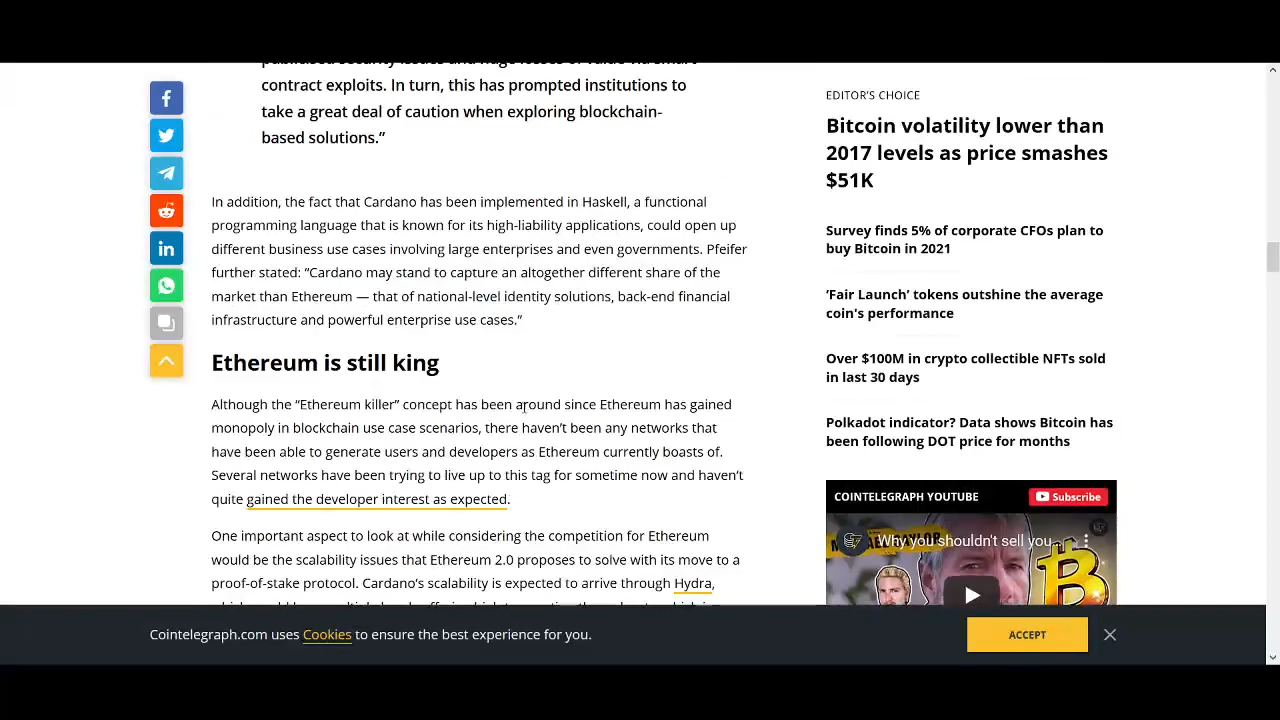 contract exploits. In turn, this has prompted institutions to
take a great deal of caution when exploring blockchain-
based solutions.”
In addition, the fact that Cardano has been implemented in Haskell, a functional
programming language that is known for its high-liability applications, could open up
different business use cases involving large enterprises and even governments. Pfeifer
further stated: “Cardano may stand to capture an altogether different share of the
market than Ethereum — that of national-level identity solutions, back-end financial
infrastructure and powerful enterprise use cases.”
Ethereum is still king
Although the “Ethereum killer” concept has been around since Ethereum has gained
monopoly in blockchain use case scenarios, there haven’t been any networks that
have been able to generate users and developers as Ethereum currently boasts of.
Several networks have been trying to live up to this tag for sometime now and haven’t
quite gained the developer interest as expected.
One important aspect to look at while considering the competition for Ethereum
would be the scalability issues that Ethereum 2.0 proposes to solve with its move to a
proof-of-stake protocol. Cardano’s scalability is expected to arrive through Hydra,
EDITOR’S CHOICE
Bitcoin volatility lower than
2017 levels as price smashes
$51K
Survey finds 5% of corporate CFOs plan to
buy Bitcoin in 2021
‘Fair Launch’ tokens outshine the average
coin's performance
Over $100M in crypto collectible NFTs sold
in last 30 days
Polkadot indicator? Data shows Bitcoin has
been following DOT price for months
COINTELEGRAPH YOUTUBE
Subscribe
Why you shouldn't sell you...
Cointelegraph.com uses Cookies to ensure the best experience for you.
ACCEPT